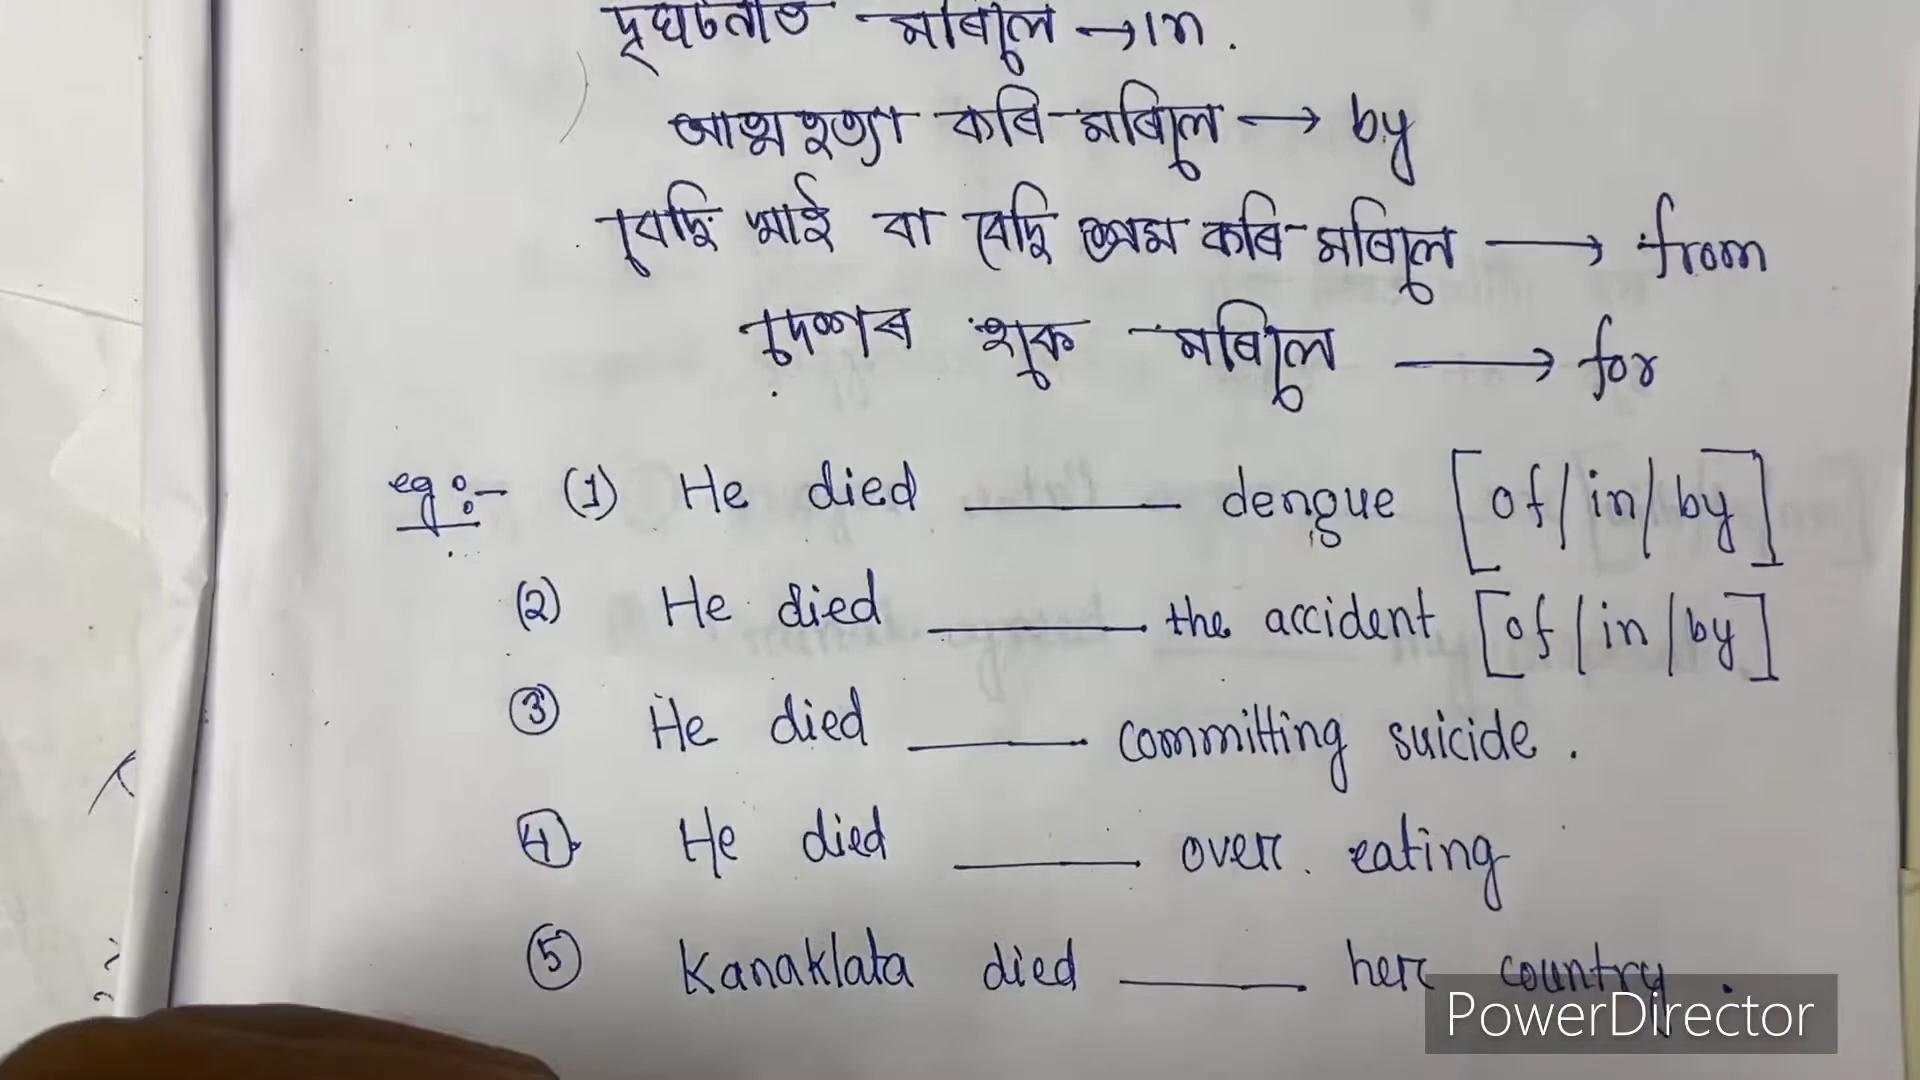 দুৰ্ঘটনাত মৰিলে → in.
আত্মহত্যা কৰি মৰিলে → by
বেছি খাই বা বেছি শ্ৰম কৰি মৰিলে → from
দেশৰ হকে মৰিলে → for
eg :- (1) He died ______ dengue [of/in/by]
(2) He died ______ the accident [of/in/by]
③ He died ______ committing suicide.
④ He died ______ over eating
⑤ Kanaklata died ______ her country.
PowerDirector